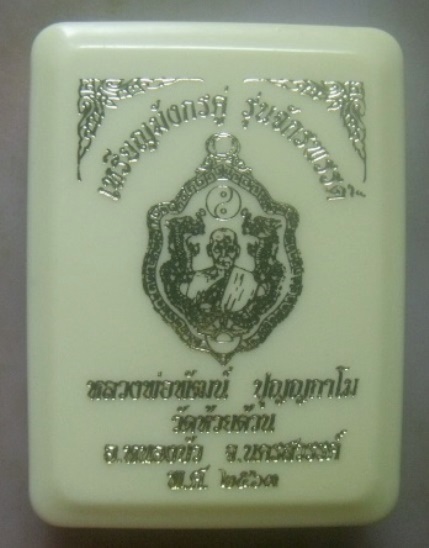 เหรียญมังกรคู่ รุ่นจักรพรรดิ
หลวงพ่อพัฒน์ ปุญญกาโม
วัดห้วยด้วน
อ.หนองบัว จ.นครสวรรค์
พ.ศ. ๒๕๖๓